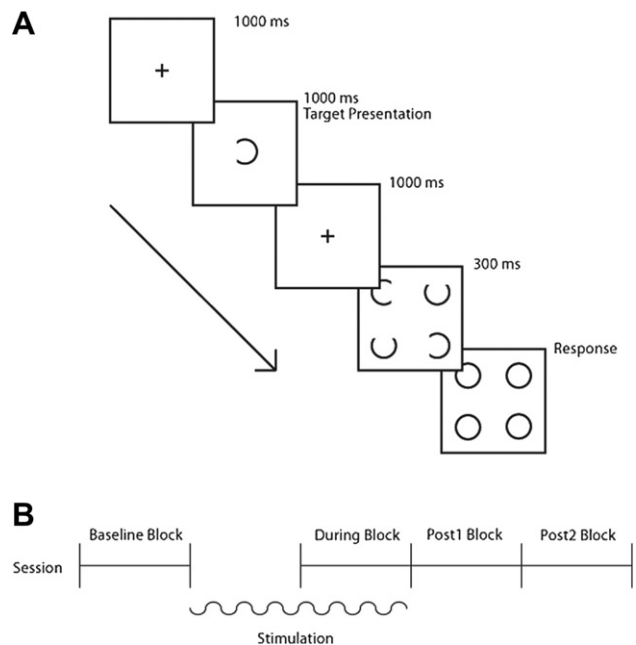 A
1000 ms
1000 ms
Target Presentation
1000 ms
300 ms
Response
B
Baseline Block
During Block
Post1 Block
Post2 Block
Session
Stimulation